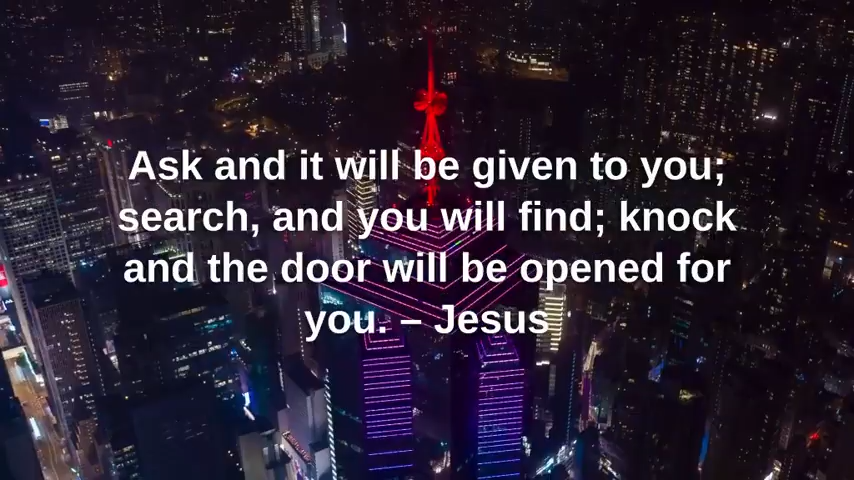 Ask and it will be given to you;
search, and you will find; knock
and the door will be opened for
you. – Jesus